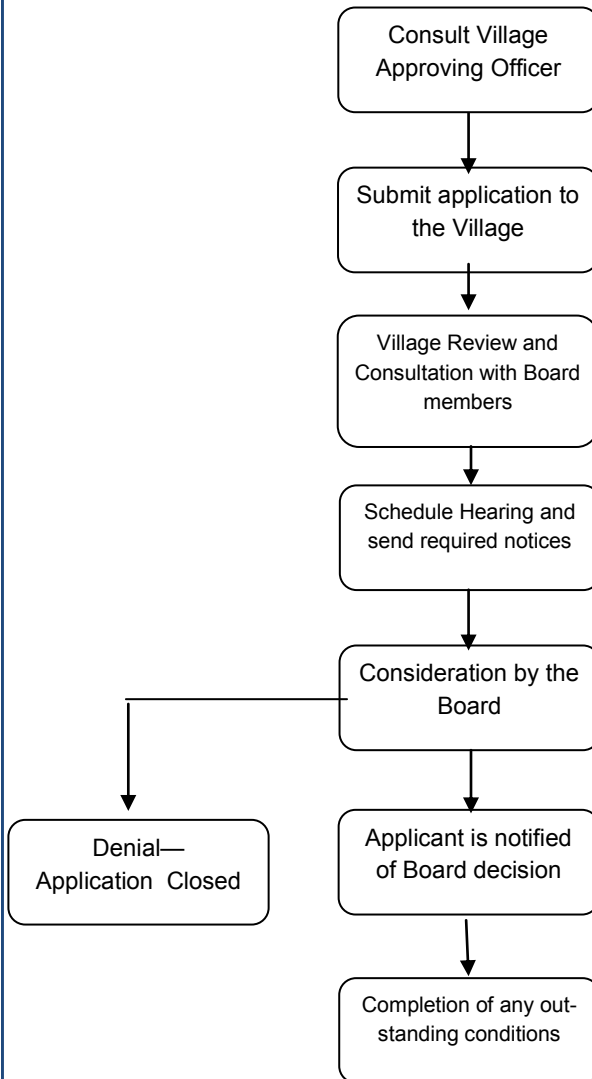 Consult Village
Approving Officer
Submit application to
the Village
Village Review and
Consultation with Board
members
Schedule Hearing and
send required notices
Consideration by the
Board
Denial—
Application Closed
Applicant is notified
of Board decision
Completion of any out-
standing conditions